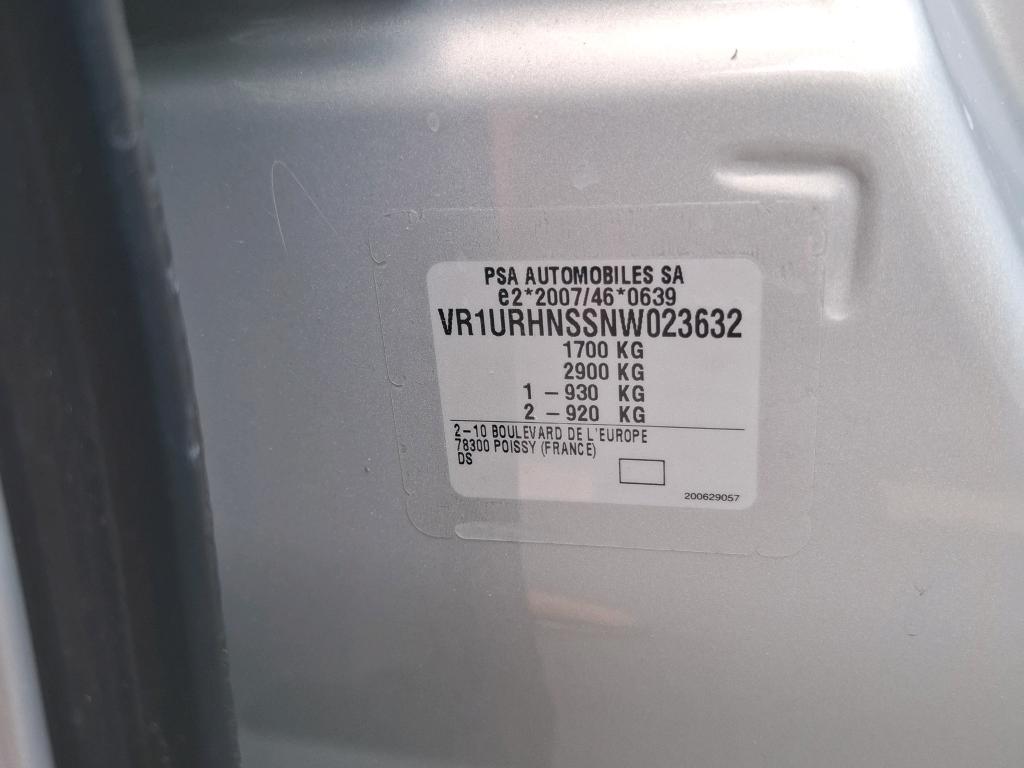 PSA AUTOMOBILES SA
e2*2007/46*0639
VR1URHNSSNW023632
1700 KG
2900 KG
1 - 930 KG
2 - 920 KG
2-10 BOULEVARD DE L'EUROPE
78300 POISSY (FRANCE)
DS
200629057